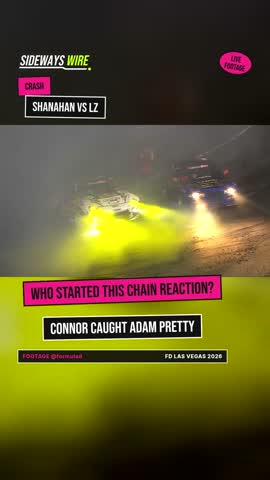 SIDEWAYS WIRE.
LIVE
FOOTAGE
CRASH
SHANAHAN VS LZ
WHO STARTED THIS CHAIN REACTION?
CONNOR CAUGHT ADAM PRETTY
FOOTAGE @formulad
FD LAS VEGAS 2026